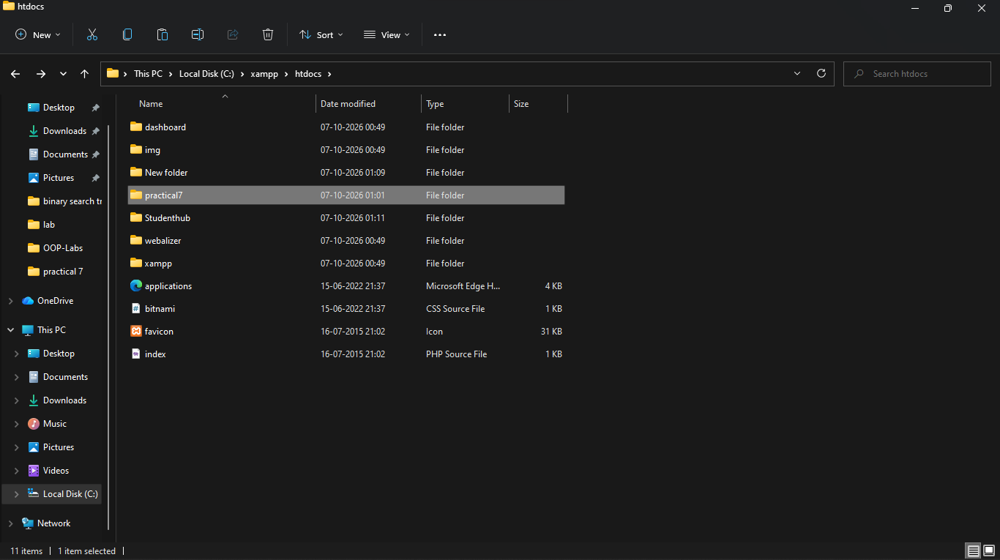 htdocs
New
Sort
View
This PC
Local Disk (C:)
xampp
htdocs
Search htdocs
Desktop
Downloads
Documents
Pictures
binary search tr
lab
OOP-Labs
practical 7
OneDrive
This PC
Desktop
Documents
Downloads
Music
Pictures
Videos
Local Disk (C:)
Network
Name Date modified Type Size
dashboard 07-10-2026 00:49 File folder
img 07-10-2026 00:49 File folder
New folder 07-10-2026 01:09 File folder
practical7 07-10-2026 01:01 File folder
Studenthub 07-10-2026 01:11 File folder
webalizer 07-10-2026 00:49 File folder
xampp 07-10-2026 00:49 File folder
applications 15-06-2022 21:37 Microsoft Edge H... 4 KB
bitnami 15-06-2022 21:37 CSS Source File 1 KB
favicon 16-07-2015 21:02 Icon 31 KB
index 16-07-2015 21:02 PHP Source File 1 KB
11 items
1 item selected